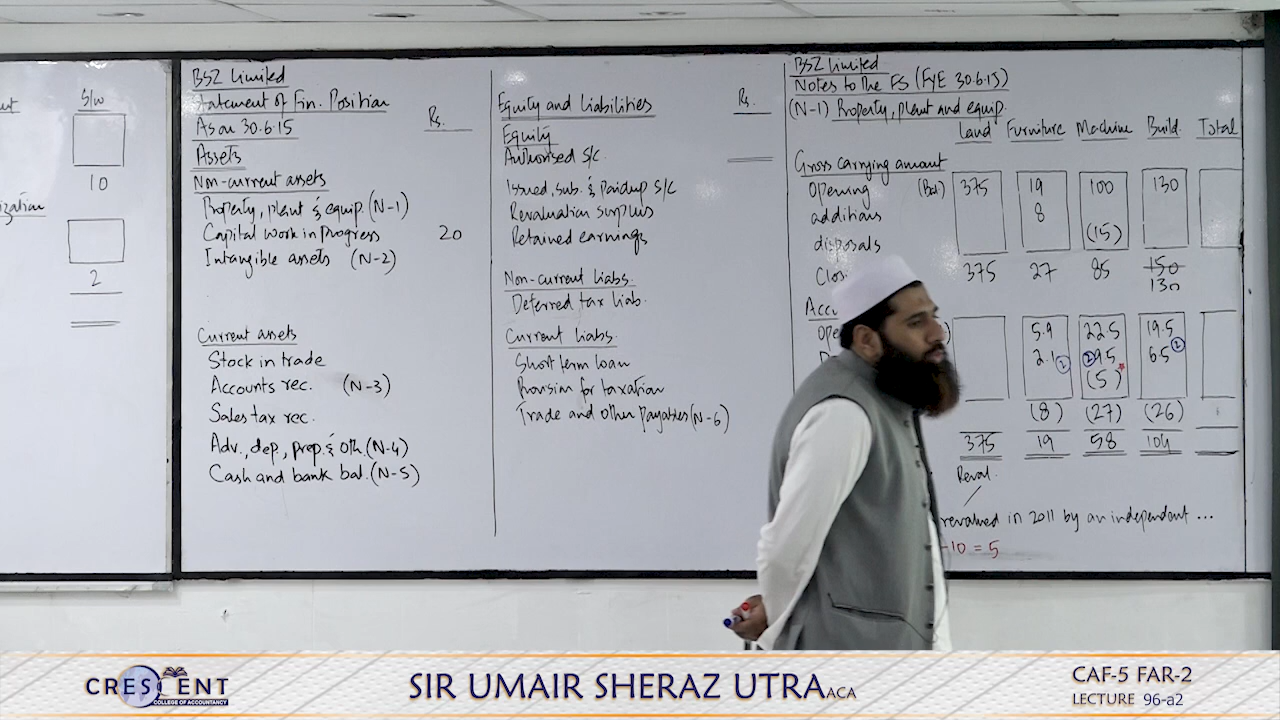 S/W
10
2
BSZ Limited
Statement of Fin. Position
As on 30.6.15
Rs.
Assets
Non-current assets
Property, plant & equip. (N-1)
Capital work in progress 20
Intangible assets (N-2)
Current assets
Stock in trade
Accounts rec. (N-3)
Sales tax rec.
Adv., dep, prep. & oth. (N-4)
Cash and bank bal. (N-5)
Equity and liabilities Rs.
Equity
Authorised S/C
Issued, sub. & paidup S/C
Revaluation surplus
Retained earnings
Non-current liabs.
Deferred tax liab.
Current liabs.
Short term loan
Provision for taxation
Trade and other payables (N-6)
BSZ Limited
Notes to the FS (FYE 30.6.15)
(N-1) Property, plant and equip.
Land Furniture Machine Build. Total
Gross carrying amount
Opening (Bal) 375 19 100 130
additions 8
disposals (15)
375 27 85 150
130
5.9 22.5 19.5
2.1 2 2 9.5 6.5 2
(5)
(8) (27) (26)
375 19 58 104
Reval.
revalued in 2011 by an independent ...
-10 = 5
CRESCENT
COLLEGE OF ACCOUNTANCY
SIR UMAIR SHERAZ UTRA ACA
CAF-5 FAR-2
LECTURE 96-a2